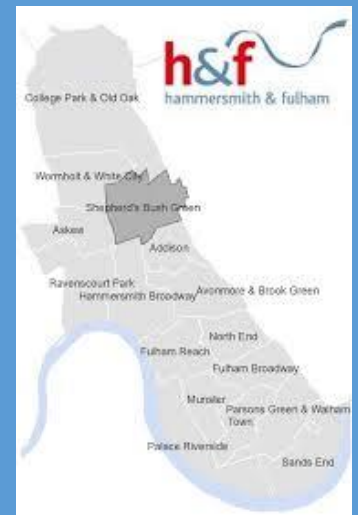 h&f
hammersmith & fulham
College Park & Old Oak
Wormholt & White City
Shepherd's Bush Green
Askew
Addison
Ravenscourt Park
Hammersmith Broadway
Avonmore & Brook Green
North End
Fulham Reach
Fulham Broadway
Munster
Parsons Green & Walham
Town
Palace Riverside
Sands End